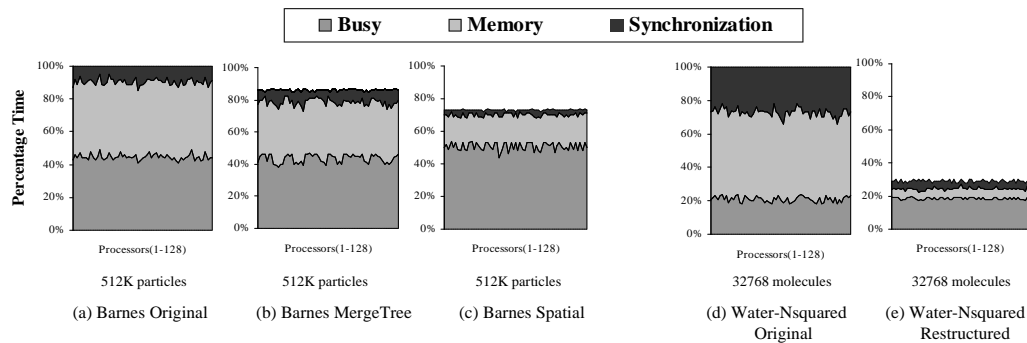 Busy Memory Synchronization
Percentage Time
100%
80%
60%
40%
20%
0%
Processors(1-128)
512K particles
(a) Barnes Original
100%
80%
60%
40%
20%
0%
Processors(1-128)
512K particles
(b) Barnes MergeTree
100%
80%
60%
40%
20%
0%
Processors(1-128)
512K particles
(c) Barnes Spatial
100%
80%
60%
40%
20%
0%
Processors(1-128)
32768 molecules
(d) Water-Nsquared
Original
100%
80%
60%
40%
20%
0%
Processors(1-128)
32768 molecules
(e) Water-Nsquared
Restructured